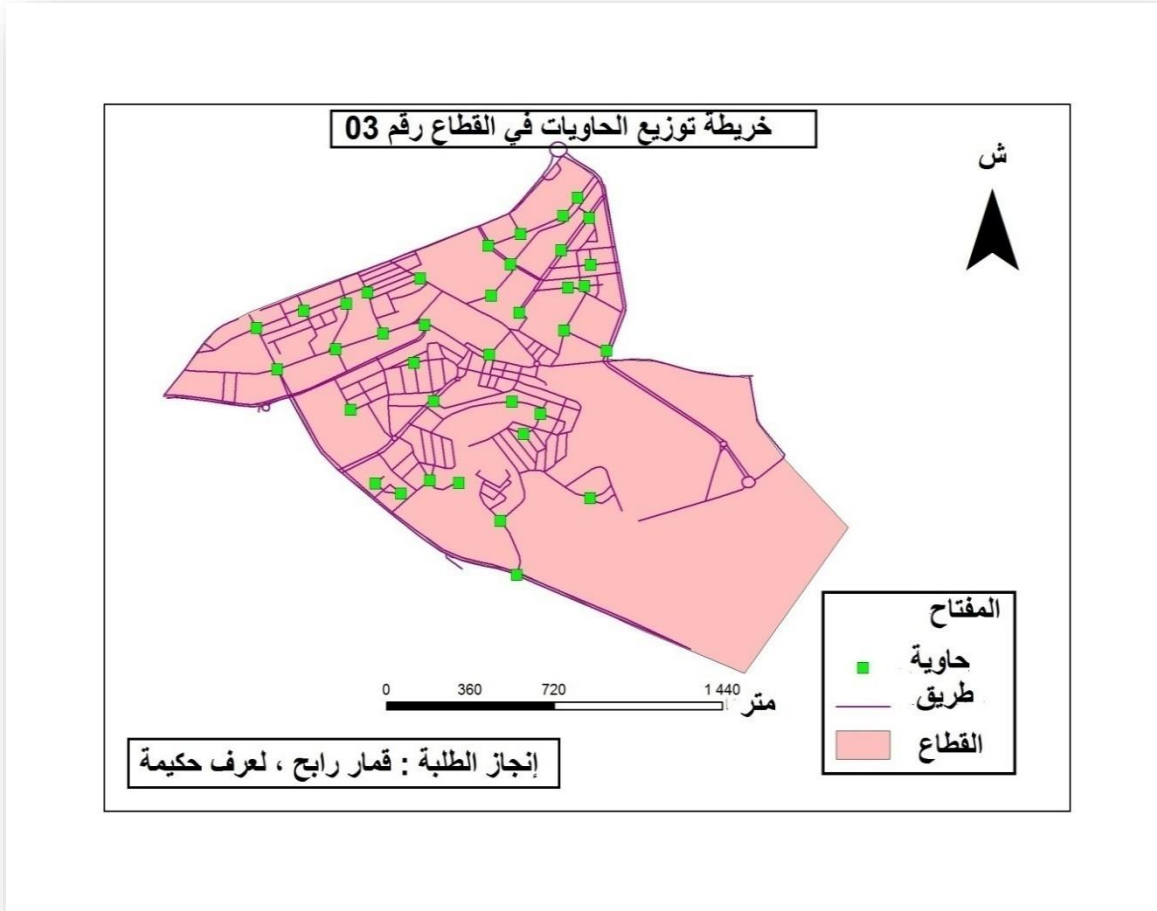 خريطة توزيع الحاويات في القطاع رقم 03
ش
المفتاح
حاوية
طريق
القطاع
0 360 720 1 440 متر
إنجاز الطلبة : قمار رابح ، لعرف حكيمة